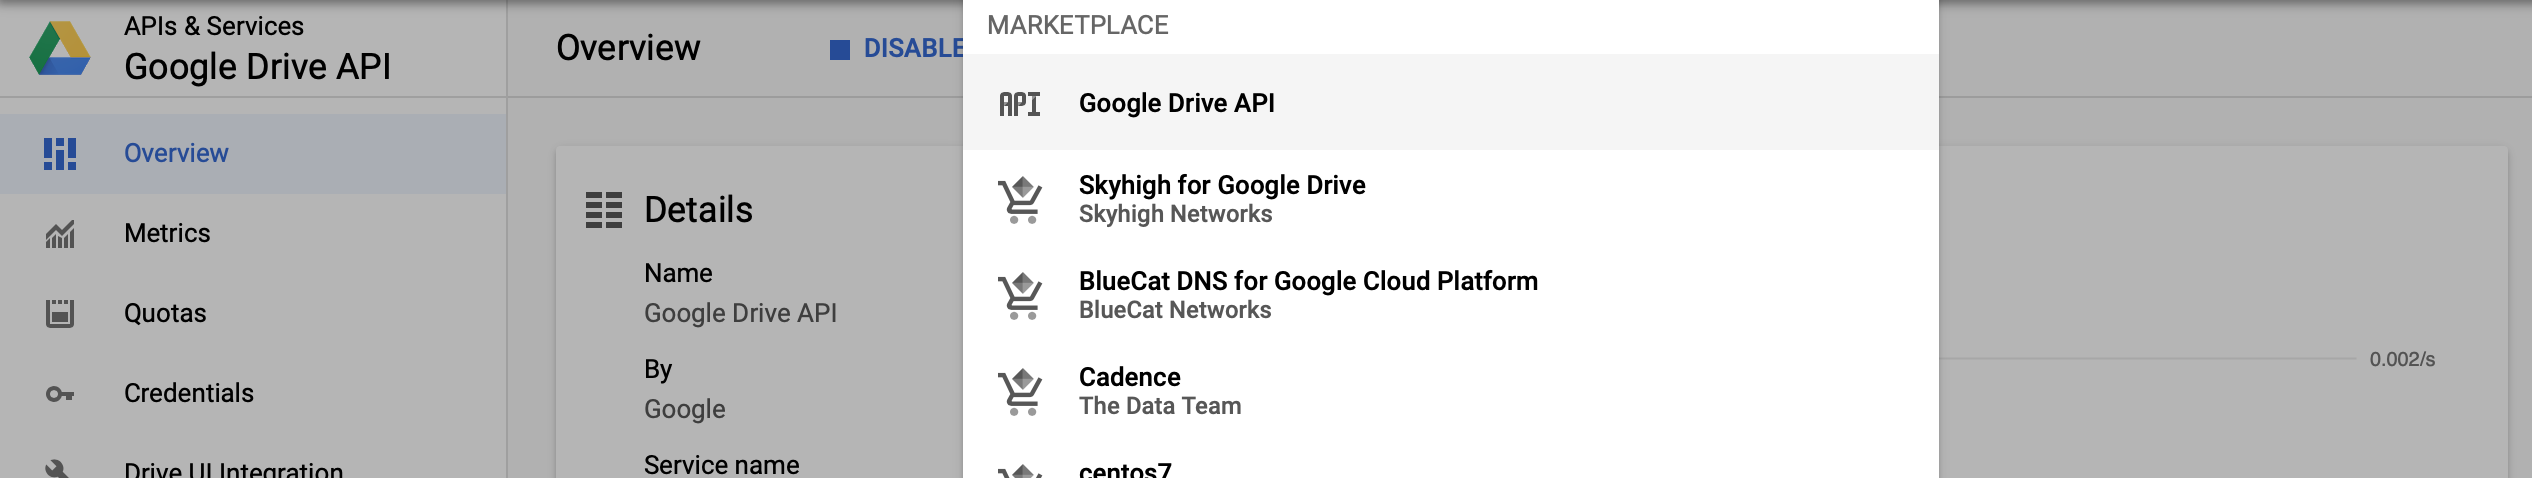 APIs & Services
Google Drive API
Overview
Metrics
Quotas
Credentials
Drive UI Integration
Overview
DISABLE
Details
Name
Google Drive API
By
Google
Service name
MARKETPLACE
API
Google Drive API
Skyhigh for Google Drive
Skyhigh Networks
BlueCat DNS for Google Cloud Platform
BlueCat Networks
Cadence
The Data Team
centos7
0.002/s